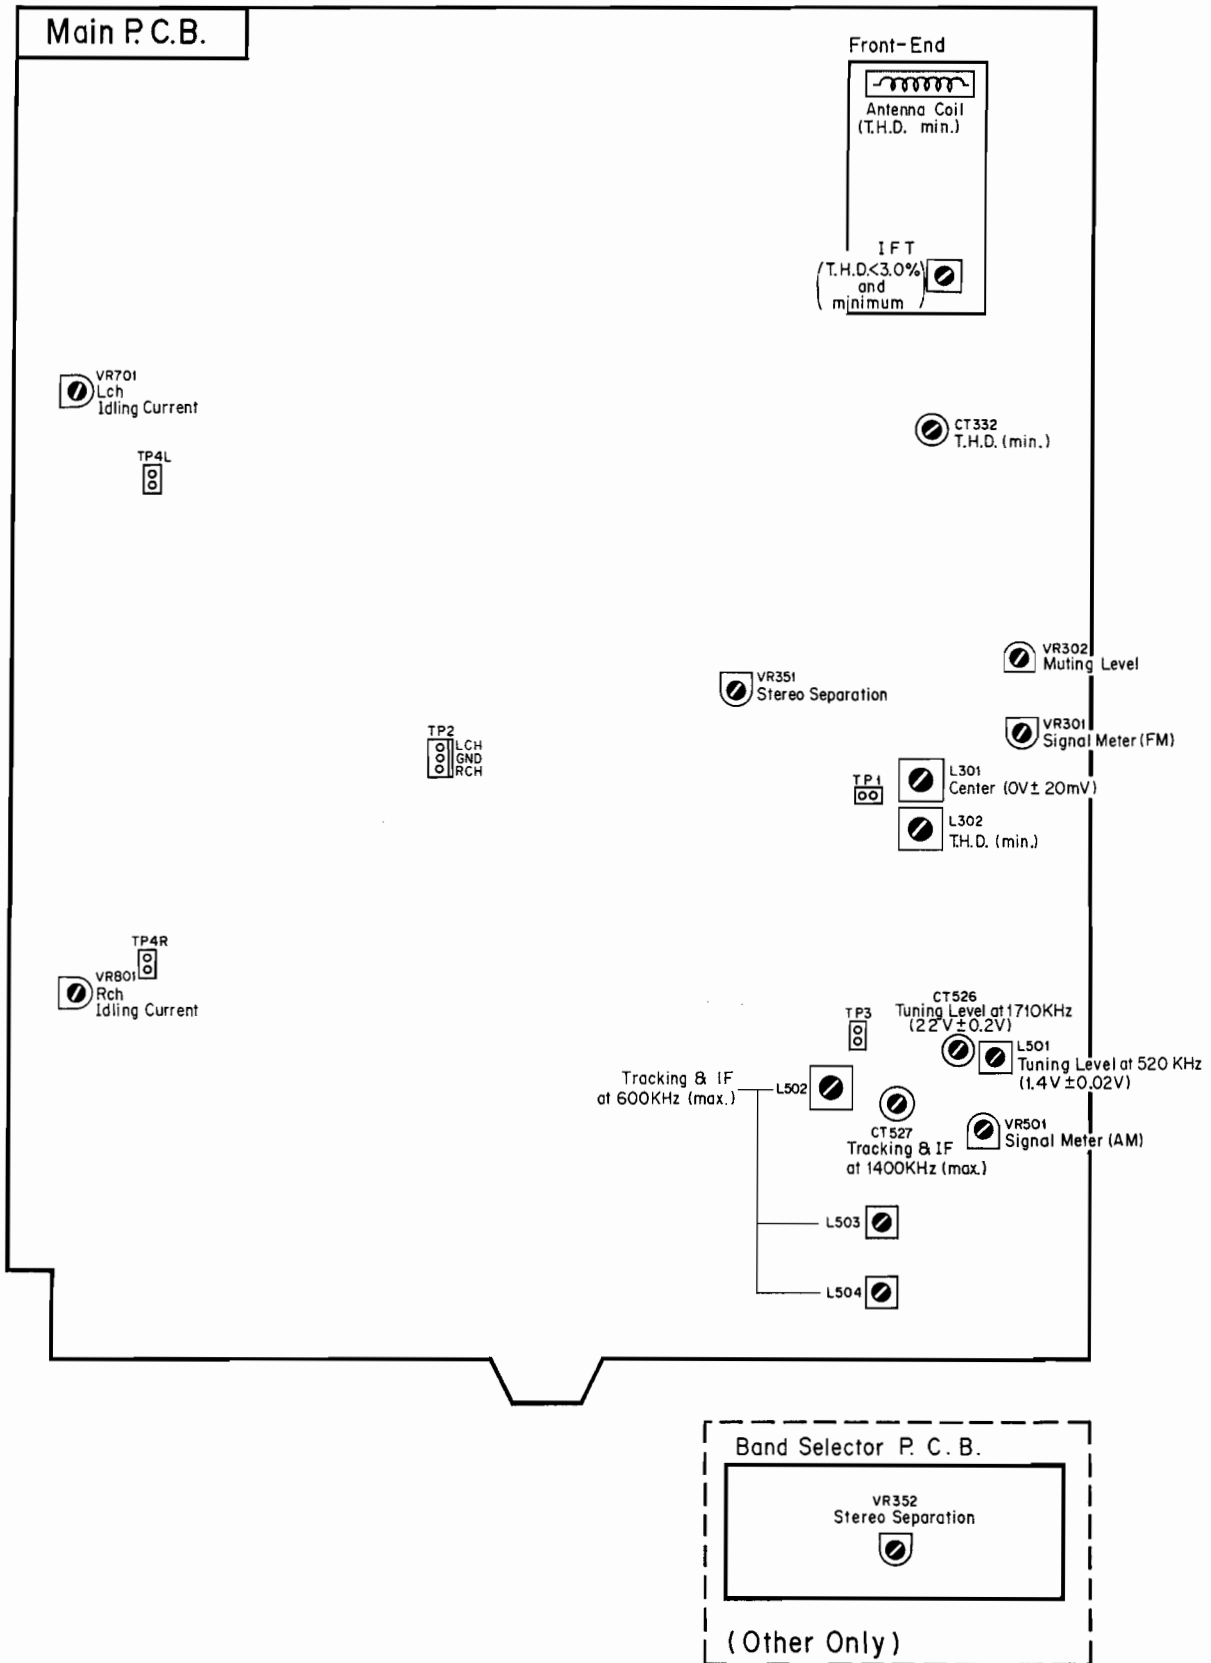 Main P.C.B.
Front-End
Antenna Coil
(T.H.D. min.)
IFT
(T.H.D.<3.0%
and
minimum)
VR701
Lch
Idling Current
TP4L
CT332
T.H.D. (min.)
VR302
Muting Level
VR351
Stereo Separation
VR301
Signal Meter (FM)
TP2
LCH
GND
RCH
TP1
L301
Center (0V± 20mV)
L302
T.H.D. (min.)
TP4R
VR801
Rch
Idling Current
TP3
CT526
Tuning Level at 1710KHz
(22V±0.2V)
L501
Tuning Level at 520 KHz
(1.4V±0.02V)
Tracking & IF
at 600KHz (max.)
L502
CT527
Tracking & IF
at 1400KHz (max.)
VR501
Signal Meter (AM)
L503
L504
Band Selector P.C.B.
VR352
Stereo Separation
(Other Only)